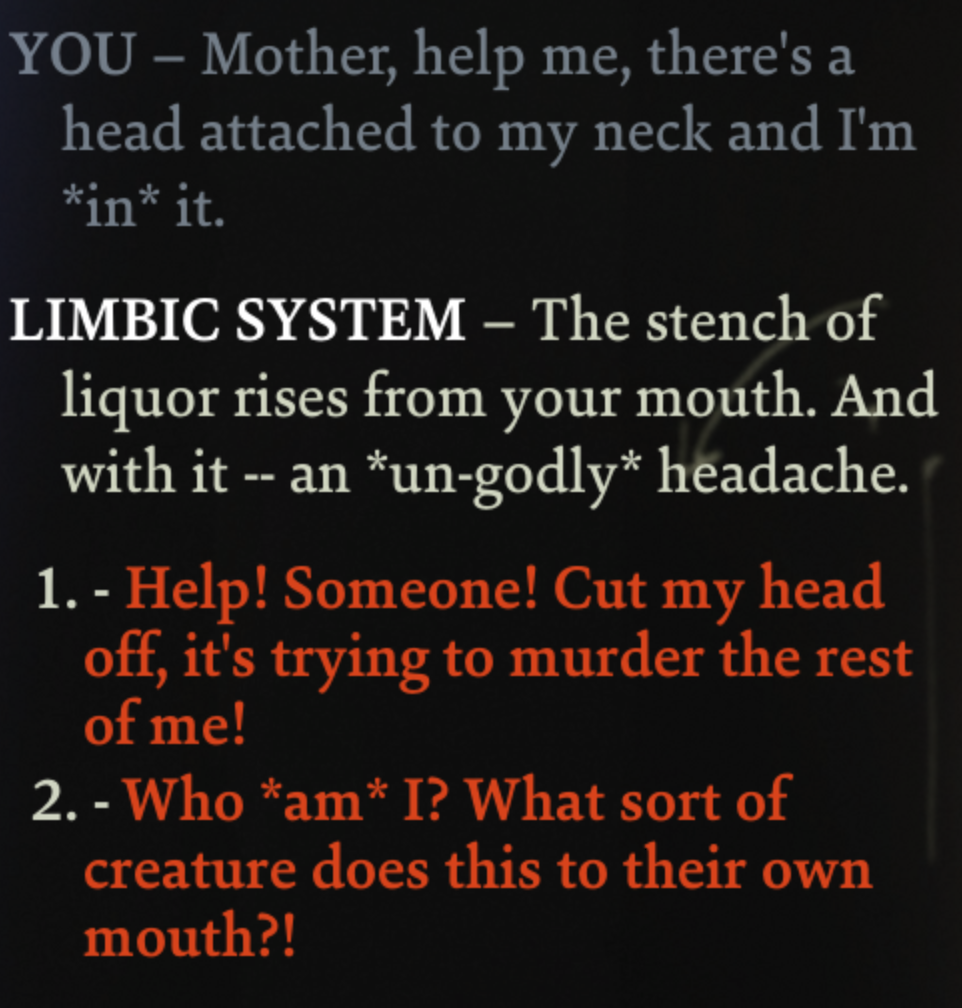 YOU – Mother, help me, there's a
head attached to my neck and I'm
*in* it.
LIMBIC SYSTEM – The stench of
liquor rises from your mouth. And
with it -- an *un-godly* headache.
1. - Help! Someone! Cut my head
off, it's trying to murder the rest
of me!
2. - Who *am* I? What sort of
creature does this to their own
mouth?!